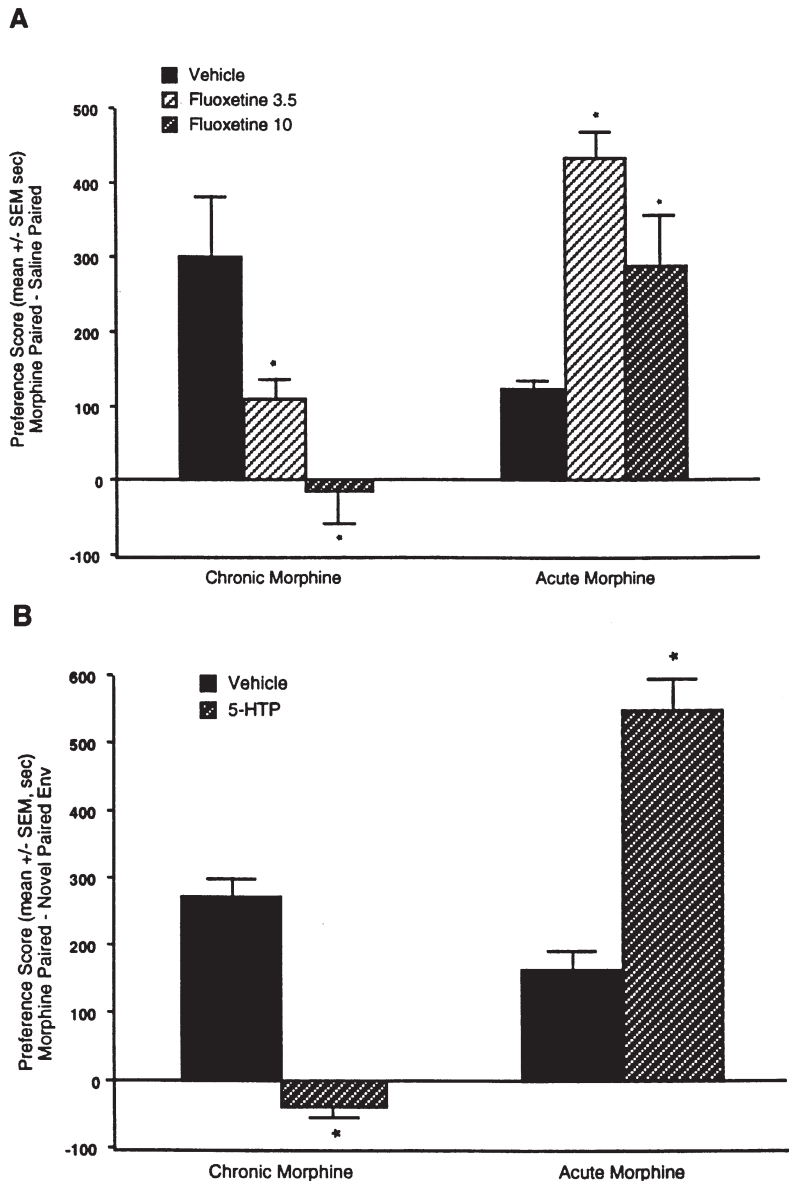 A
Vehicle
Fluoxetine 3.5
Fluoxetine 10
Preference Score (mean +/- SEM sec)
Morphine Paired - Saline Paired
500
400
300
200
100
0
-100
*
*
*
*
Chronic Morphine
Acute Morphine
B
Vehicle
5-HTP
Preference Score (mean +/- SEM, sec)
Morphine Paired - Novel Paired Env
600
500
400
300
200
100
0
-100
*
*
Chronic Morphine
Acute Morphine